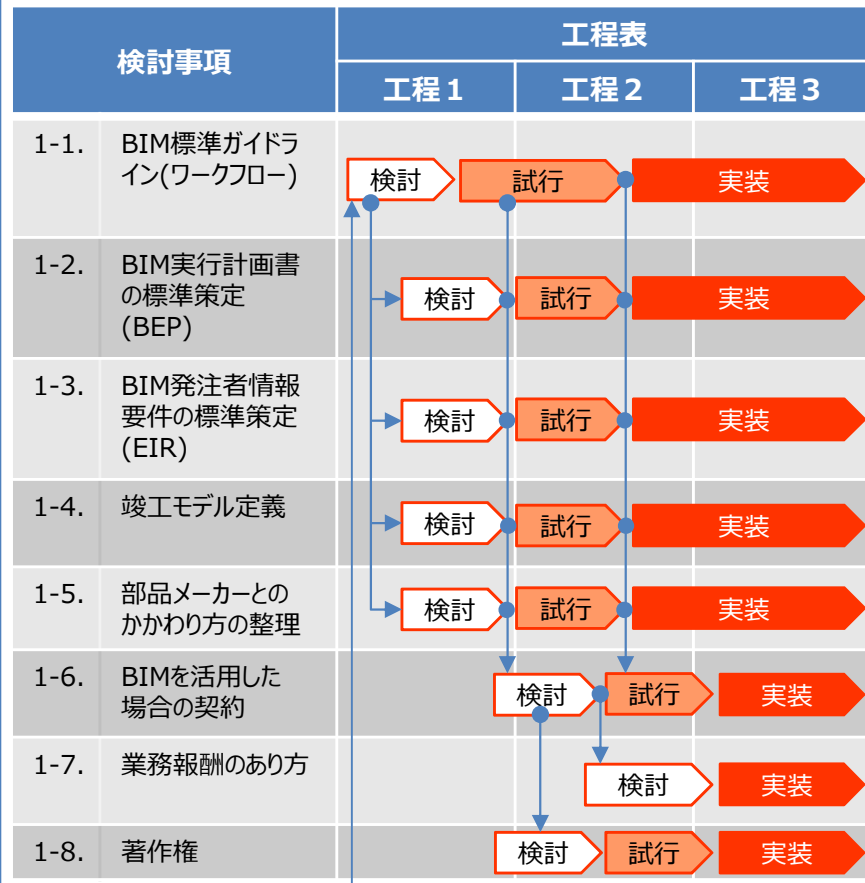 検討事項
工程表
工程１
工程２
工程３
1-1.
BIM標準ガイドラ
イン(ワークフロー)
検討
試行
実装
1-2.
BIM実行計画書
の標準策定
(BEP)
検討
試行
実装
1-3.
BIM発注者情報
要件の標準策定
(EIR)
検討
試行
実装
1-4.
竣工モデル定義
検討
試行
実装
1-5.
部品メーカーとの
かかわり方の整理
検討
試行
実装
1-6.
BIMを活用した
場合の契約
検討
試行
実装
1-7.
業務報酬のあり方
検討
実装
1-8.
著作権
検討
試行
実装